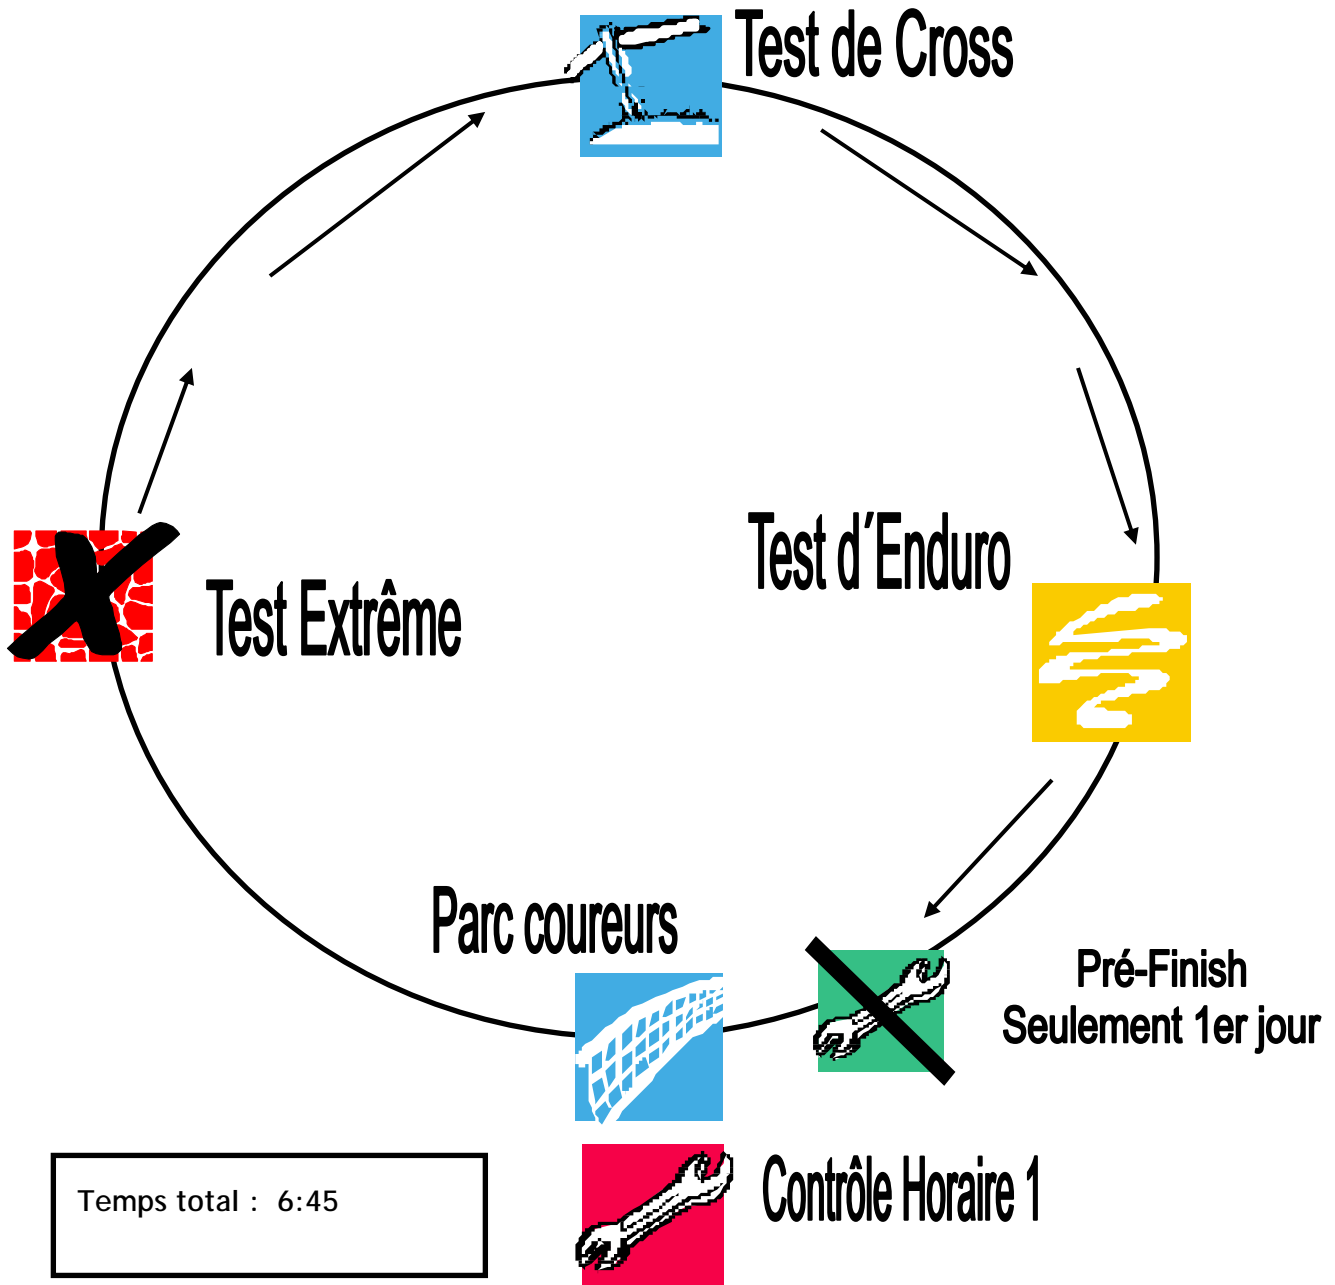 Test de Cross
Test d´Enduro
Test Extrême
Parc coureurs
Pré-Finish
Seulement 1er jour
Contrôle Horaire 1
Temps total : 6:45